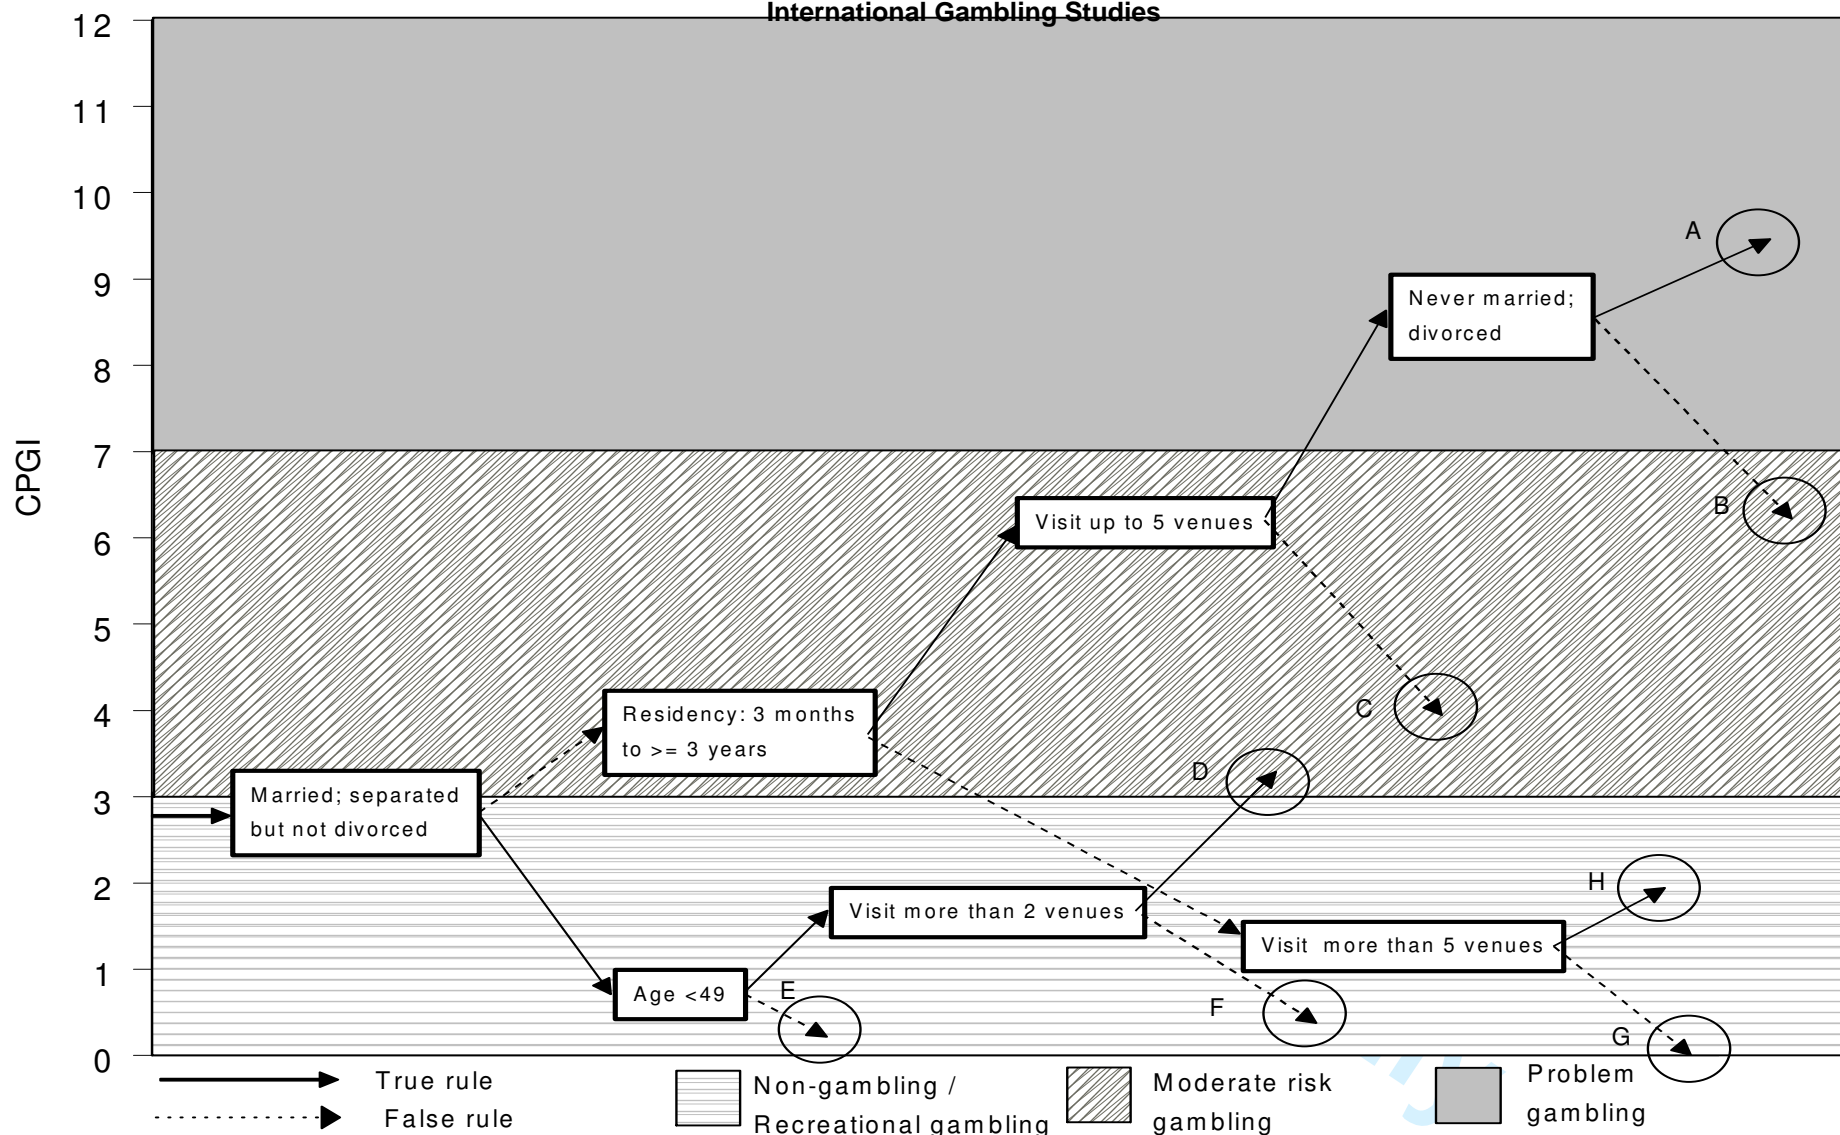 International Gambling Studies
12
11
10
9
8
7
6
5
4
3
2
1
0
CPGI
A
Never married;
divorced
B
Visit up to 5 venues
C
Residency: 3 months
to >= 3 years
D
Married; separated
but not divorced
H
Visit more than 2 venues
Visit more than 5 venues
Age <49
E
F
G
True rule
False rule
Non-gambling /
Recreational gambling
Moderate risk
gambling
Problem
gambling